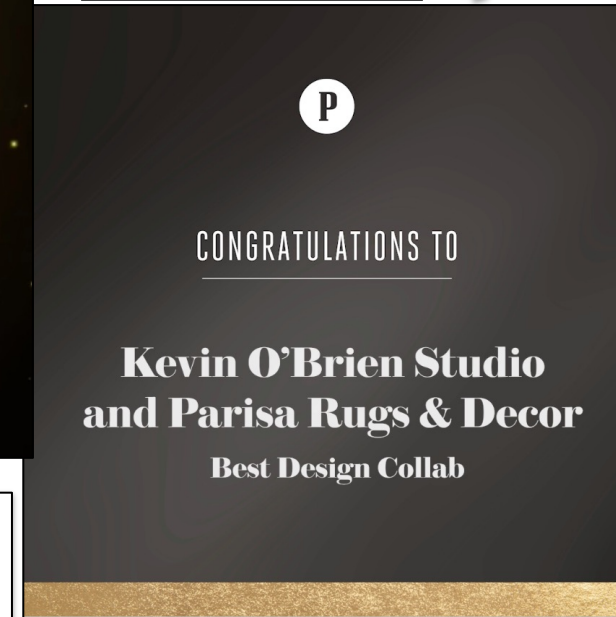 P
CONGRATULATIONS TO
Kevin O’Brien Studio
and Parisa Rugs & Decor
Best Design Collab